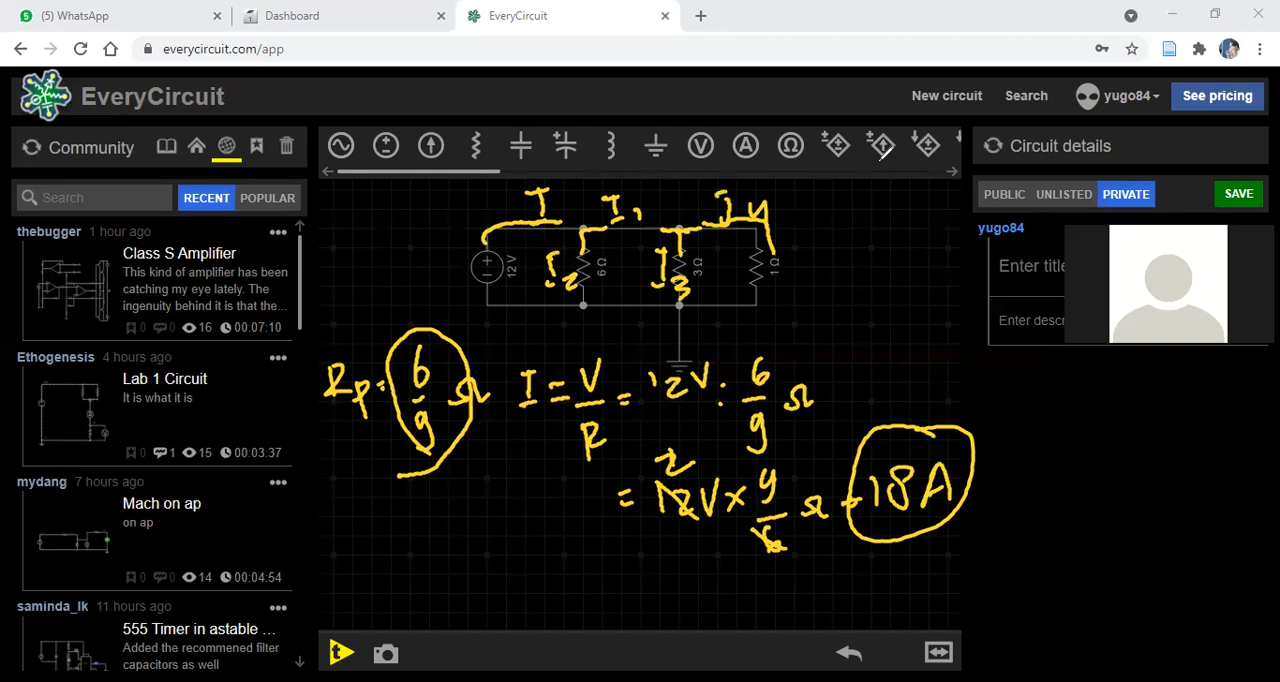 5 (5) WhatsApp
Dashboard
EveryCircuit
everycircuit.com/app
EveryCircuit
New circuit
Search
yugo84
See pricing
Community
Search
RECENT
POPULAR
thebugger 1 hour ago
Class S Amplifier
This kind of amplifier has been
catching my eye lately. The
ingenuity behind it is that the...
0 0 16 00:07:10
Ethogenesis 4 hours ago
Lab 1 Circuit
It is what it is
0 1 15 00:03:37
mydang 7 hours ago
Mach on ap
on ap
0 0 14 00:04:54
saminda_lk 11 hours ago
555 Timer in astable ...
Added the recommened filter
capacitors as well
V A Ω
I I₁ I4
12 V I2 6 Ω I3 3 Ω 1 Ω
Rp = 6/9 Ω
I = V/R = 12V : 6/9 Ω
2
= 12V × 9/6 Ω = 18A
t
Circuit details
PUBLIC
UNLISTED
PRIVATE
SAVE
yugo84
Enter title
Enter descr